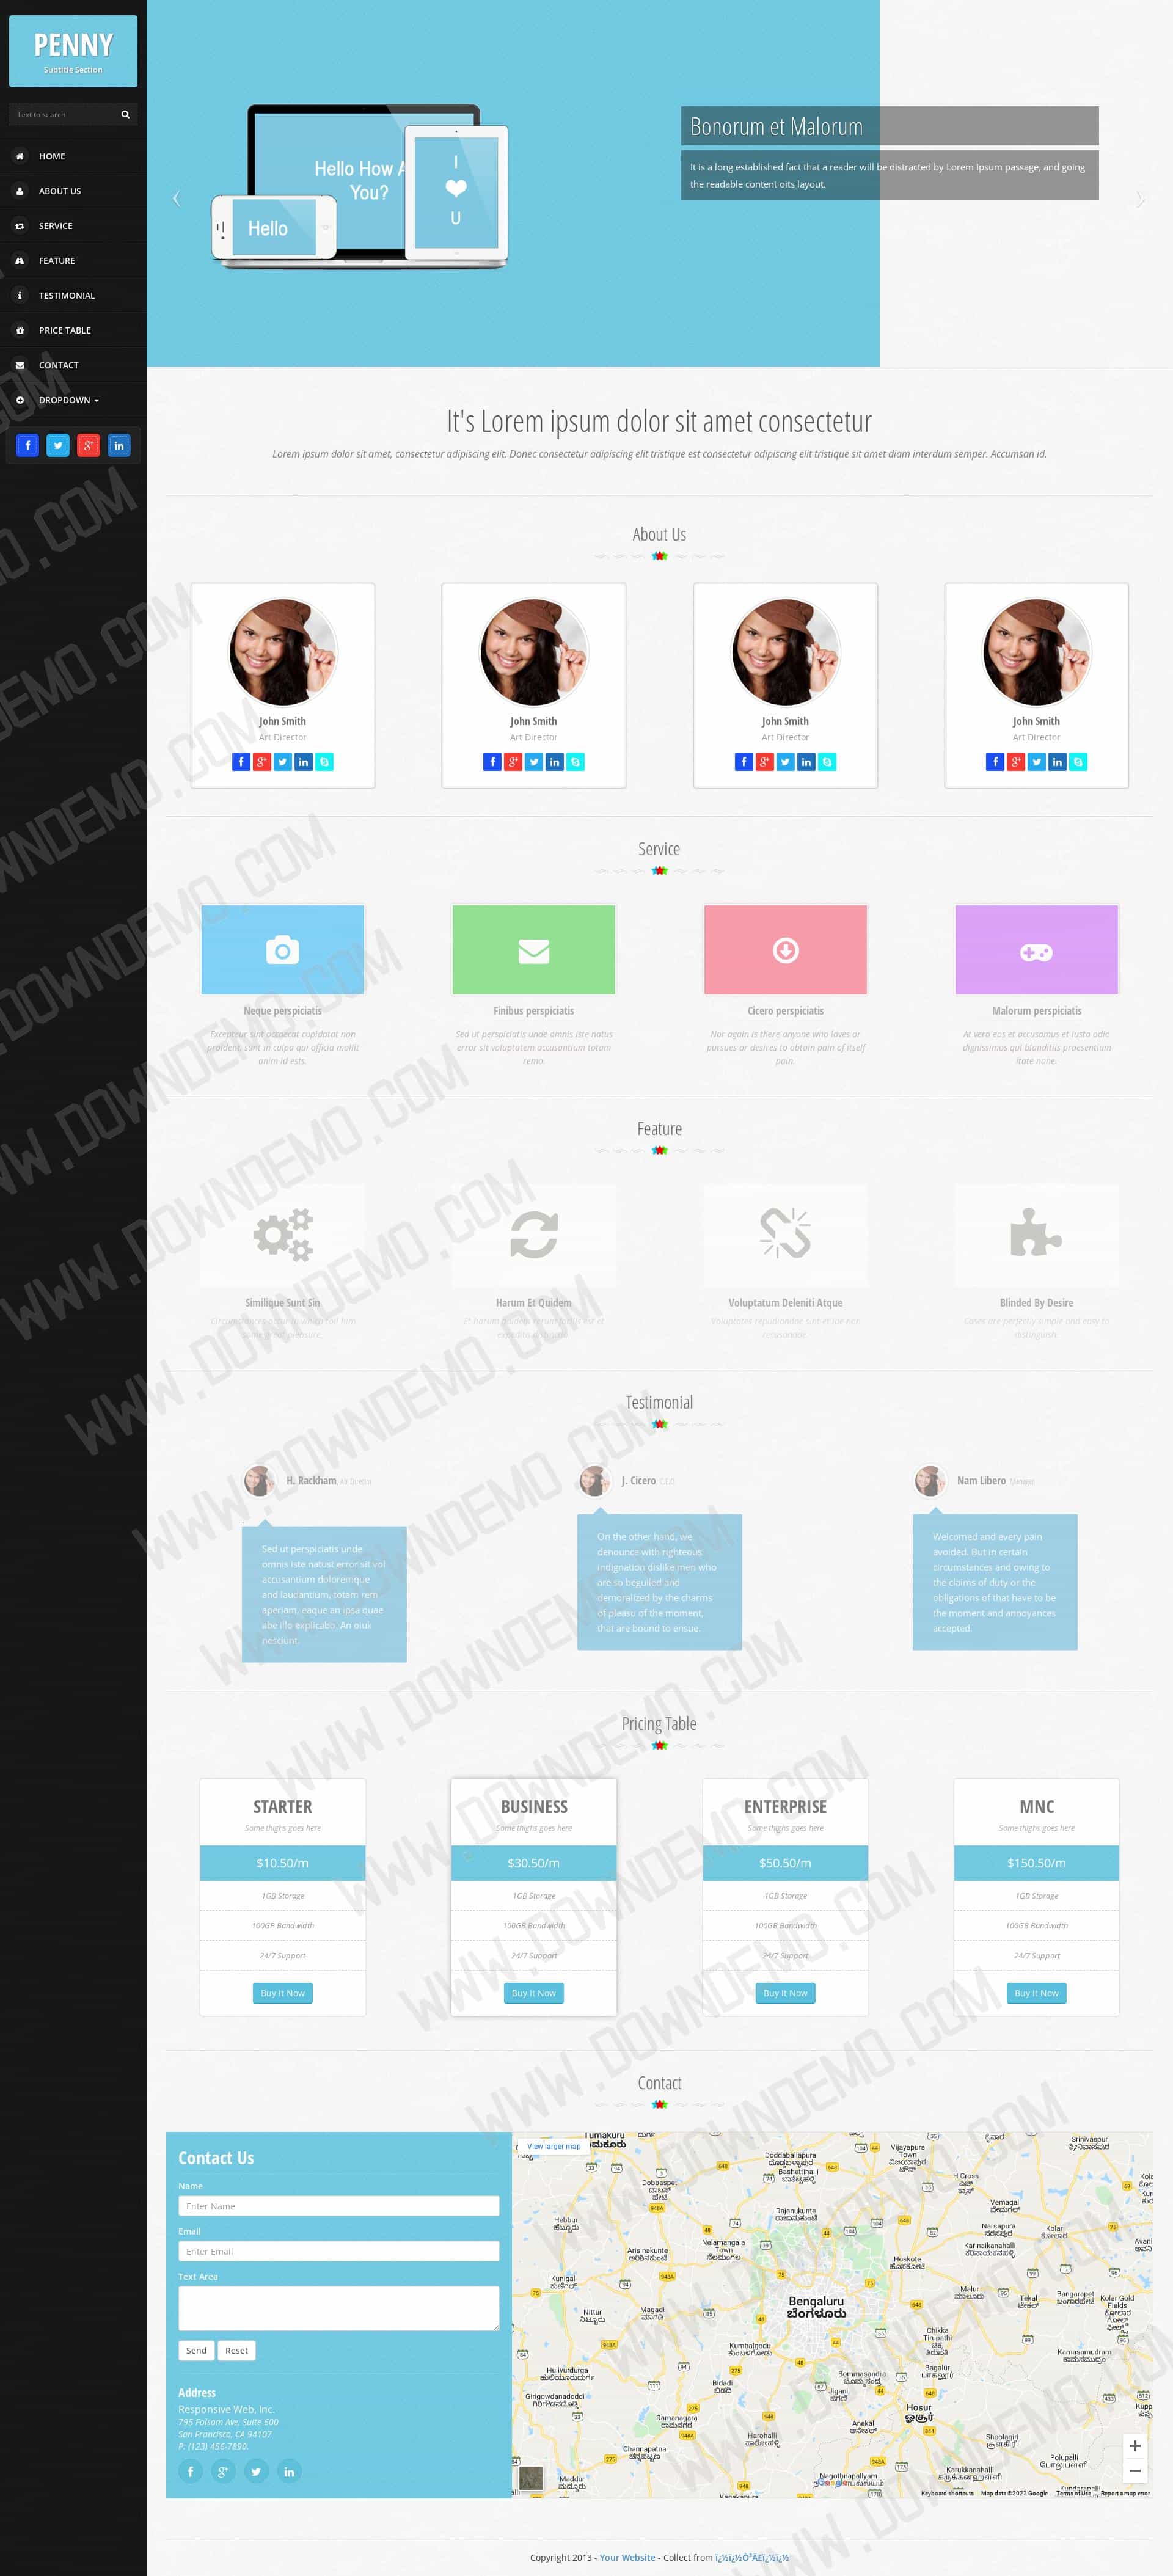 PENNY
Subtitle Section
Text to search
HOME
ABOUT US
SERVICE
FEATURE
TESTIMONIAL
PRICE TABLE
CONTACT
DROPDOWN
Hello How A
You?
Hello
I
U
Bonorum et Malorum
It is a long established fact that a reader will be distracted by Lorem Ipsum passage, and going
the readable content oits layout.
It's Lorem ipsum dolor sit amet consectetur
Lorem ipsum dolor sit amet, consectetur adipiscing elit. Donec consectetur adipiscing elit tristique est consectetur adipiscing elit tristique sit amet diam interdum semper. Accumsan id.
About Us
John Smith
Art Director
John Smith
Art Director
John Smith
Art Director
John Smith
Art Director
Service
Neque perspiciatis
Excepteur sint occaecat cupidatat non
proident, sunt in culpa qui officia mollit
anim id ests.
Finibus perspiciatis
Sed ut perspiciatis unde omnis iste natus
error sit voluptatem accusantium totam
remo.
Cicero perspiciatis
Nor again is there anyone who loves or
pursues or desires to obtain pain of itself
pain.
Malorum perspiciatis
At vero eos et accusamus et iusto odio
dignissimos qui blanditiis praesentium
itate none.
Feature
Similique Sunt Sin
Harum Et Quidem
Voluptatum Deleniti Atque
Voluptates repudiandae sint et sue non
recusandae.
Blinded By Desire
Cases are perfectly simple and easy to
distinguish.
Testimonial
H. Rackham, Air Director
Sed ut perspiciatis unde
omnis iste natust error sit vol
accusantium doloremque
and laudantium, totam rem
aperiam, eaque an ipsa quae
abe illo explicabo. An oiuk
nesciunt.
J. Cicero, C.E.O
On the other hand, we
denounce with righteous
indignation dislike men who
are so beguiled and
demoralized by the charms
of pleasu of the moment,
that are bound to ensue.
Nam Libero, Manager
Welcomed and every pain
avoided. But in certain
circumstances and owing to
the claims of duty or the
obligations of that have to be
the moment and annoyances
accepted.
Pricing Table
STARTER
Some thighs goes here
$10.50/m
1GB Storage
100GB Bandwidth
24/7 Support
Buy It Now
BUSINESS
Some thighs goes here
$30.50/m
1GB Storage
100GB Bandwidth
24/7 Support
Buy It Now
ENTERPRISE
Some thighs goes here
$50.50/m
1GB Storage
100GB Bandwidth
24/7 Support
Buy It Now
MNC
Some thighs goes here
$150.50/m
1GB Storage
100GB Bandwidth
24/7 Support
Buy It Now
Contact
Contact Us
Name
Enter Name
Email
Enter Email
Text Area
Send
Reset
Address
Responsive Web, Inc.
795 Folsom Ave, Suite 600
San Francisco, CA 94107
P: (123) 456-7890.
View larger map
Bengaluru
ಬೆಂಗಳೂರು
Hosur
Doddaballapura
Dobbaspet
Nelamangala
Town
Hoskote
Kolar
Malur
Magadi
Kunigal
Ramanagara
Channapatna
Anekal
Keyboard shortcuts
Map data ©2022 Google
Terms of Use
Report a map error
Copyright 2013 - Your Website - Collect from
WWW.DOWNDEMO.COM